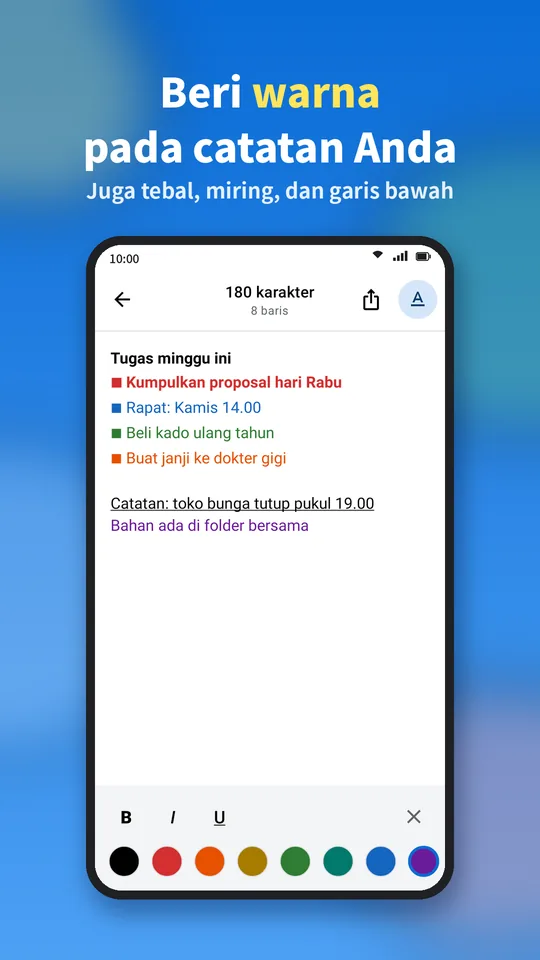 Beri warna
pada catatan Anda
Juga tebal, miring, dan garis bawah
10:00
180 karakter
8 baris
A
Tugas minggu ini
■ Kumpulkan proposal hari Rabu
■ Rapat: Kamis 14.00
■ Beli kado ulang tahun
■ Buat janji ke dokter gigi
Catatan: toko bunga tutup pukul 19.00
Bahan ada di folder bersama
B I U